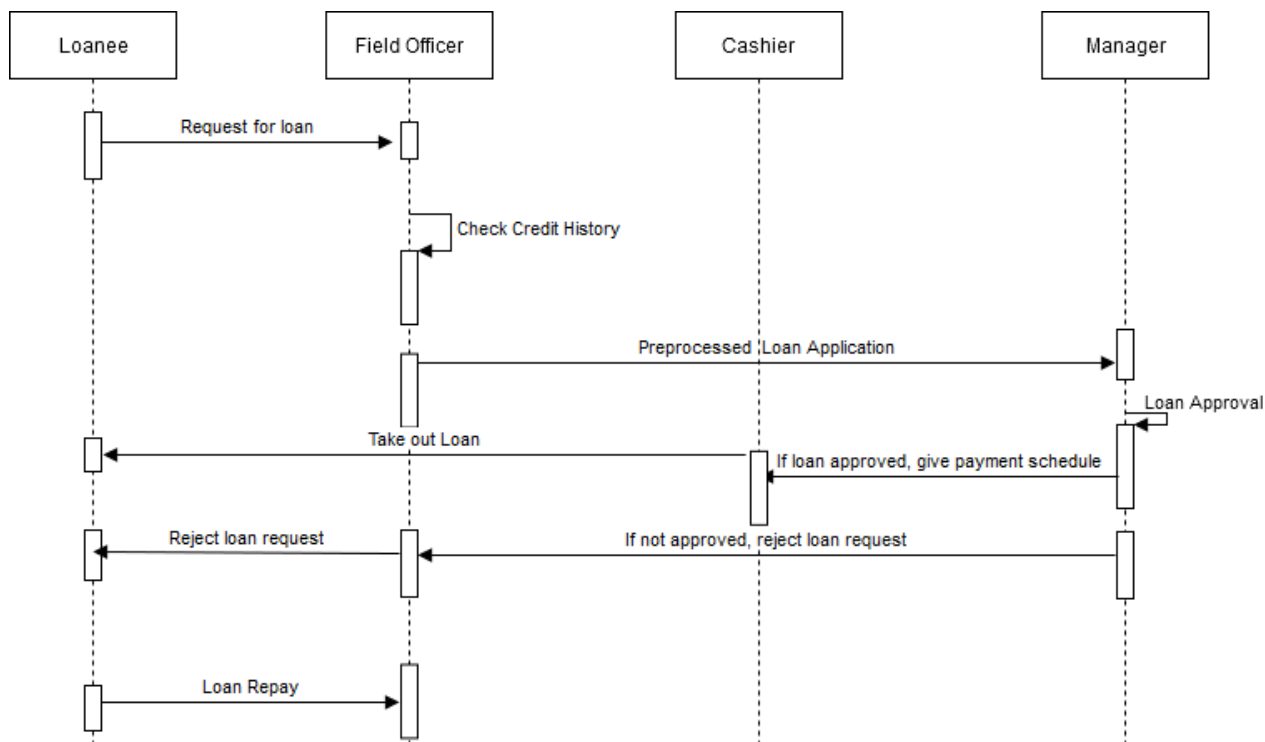 Loanee
Field Officer
Cashier
Manager
Request for loan
Check Credit History
Preprocessed Loan Application
Loan Approval
Take out Loan
If loan approved, give payment schedule
Reject loan request
If not approved, reject loan request
Loan Repay